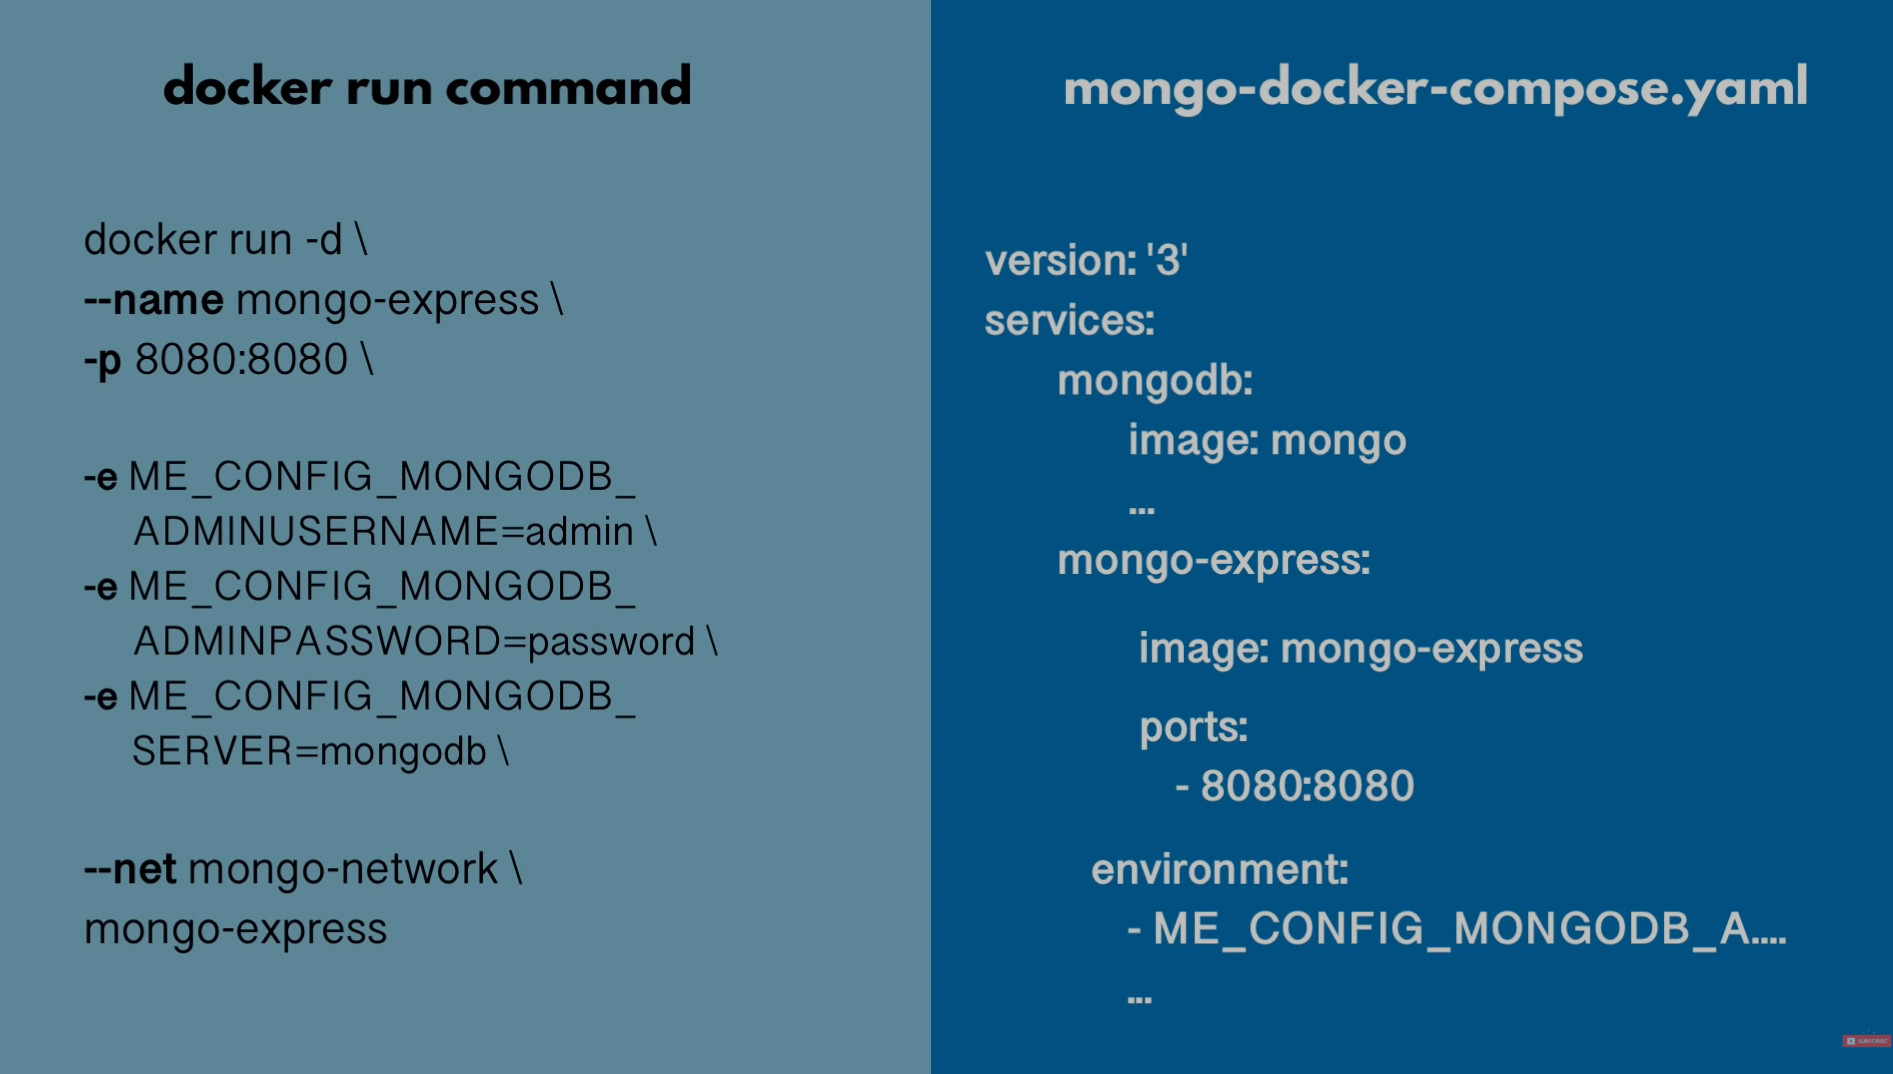 docker run command
docker run -d \
--name mongo-express \
-p 8080:8080 \
-e ME_CONFIG_MONGODB_
ADMINUSERNAME=admin \
-e ME_CONFIG_MONGODB_
ADMINPASSWORD=password \
-e ME_CONFIG_MONGODB_
SERVER=mongodb \
--net mongo-network \
mongo-express
mongo-docker-compose.yaml
version: '3'
services:
mongodb:
image: mongo
...
mongo-express:
image: mongo-express
ports:
- 8080:8080
environment:
- ME_CONFIG_MONGODB_A....
...
SUBSCRIBE